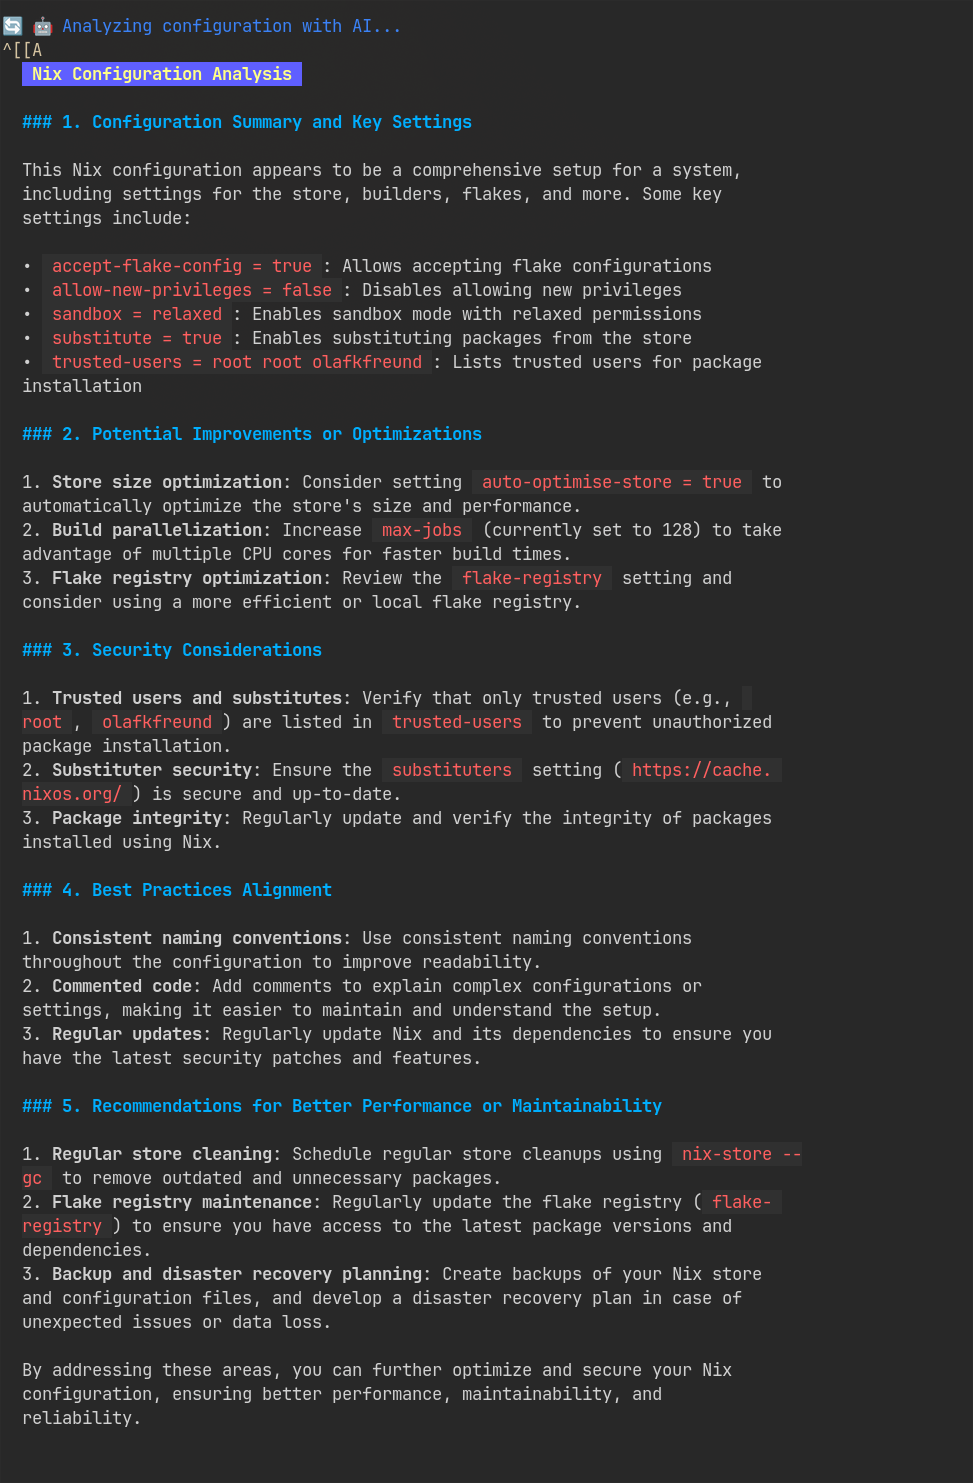 🔄 🤖 Analyzing configuration with AI...
^[[A
Nix Configuration Analysis
### 1. Configuration Summary and Key Settings
This Nix configuration appears to be a comprehensive setup for a system,
including settings for the store, builders, flakes, and more. Some key
settings include:
• accept-flake-config = true : Allows accepting flake configurations
• allow-new-privileges = false : Disables allowing new privileges
• sandbox = relaxed : Enables sandbox mode with relaxed permissions
• substitute = true : Enables substituting packages from the store
• trusted-users = root root olafkfreund : Lists trusted users for package
installation
### 2. Potential Improvements or Optimizations
1. Store size optimization: Consider setting auto-optimise-store = true to
automatically optimize the store's size and performance.
2. Build parallelization: Increase max-jobs (currently set to 128) to take
advantage of multiple CPU cores for faster build times.
3. Flake registry optimization: Review the flake-registry setting and
consider using a more efficient or local flake registry.
### 3. Security Considerations
1. Trusted users and substitutes: Verify that only trusted users (e.g.,
root , olafkfreund ) are listed in trusted-users to prevent unauthorized
package installation.
2. Substituter security: Ensure the substituters setting ( https://cache.
nixos.org/ ) is secure and up-to-date.
3. Package integrity: Regularly update and verify the integrity of packages
installed using Nix.
### 4. Best Practices Alignment
1. Consistent naming conventions: Use consistent naming conventions
throughout the configuration to improve readability.
2. Commented code: Add comments to explain complex configurations or
settings, making it easier to maintain and understand the setup.
3. Regular updates: Regularly update Nix and its dependencies to ensure you
have the latest security patches and features.
### 5. Recommendations for Better Performance or Maintainability
1. Regular store cleaning: Schedule regular store cleanups using nix-store --
gc to remove outdated and unnecessary packages.
2. Flake registry maintenance: Regularly update the flake registry ( flake-
registry ) to ensure you have access to the latest package versions and
dependencies.
3. Backup and disaster recovery planning: Create backups of your Nix store
and configuration files, and develop a disaster recovery plan in case of
unexpected issues or data loss.
By addressing these areas, you can further optimize and secure your Nix
configuration, ensuring better performance, maintainability, and
reliability.